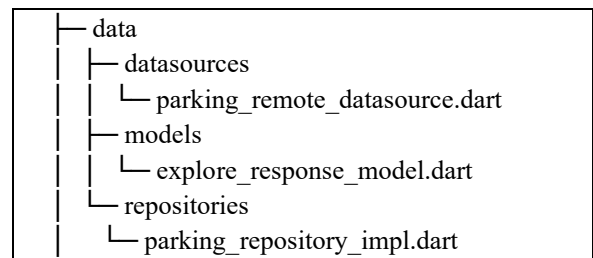 ├─ data
│ ├─ datasources
│ │ └─ parking_remote_datasource.dart
│ ├─ models
│ │ └─ explore_response_model.dart
│ └─ repositories
│ └─ parking_repository_impl.dart